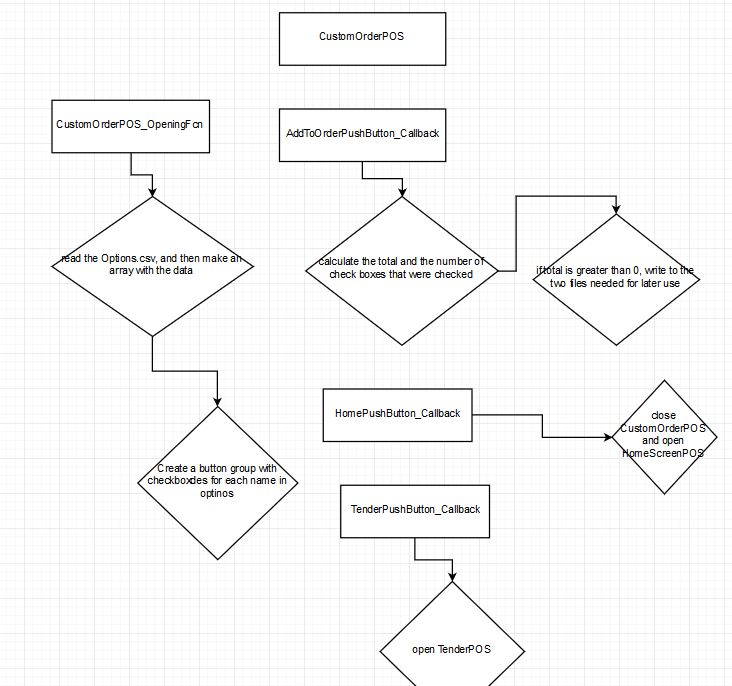 CustomOrderPOS
CustomOrderPOS_OpeningFcn
AddToOrderPushButton_Callback
read the Options.csv, and then make an
array with the data
calculate the total and the number of
check boxes that were checked
if total is greater than 0, write to the
two files needed for later use
HomePushButton_Callback
close
CustomOrderPOS
and open
HomeScreenPOS
Create a button group with
checkboxdes for each name in
optinos
TenderPushButton_Callback
open TenderPOS